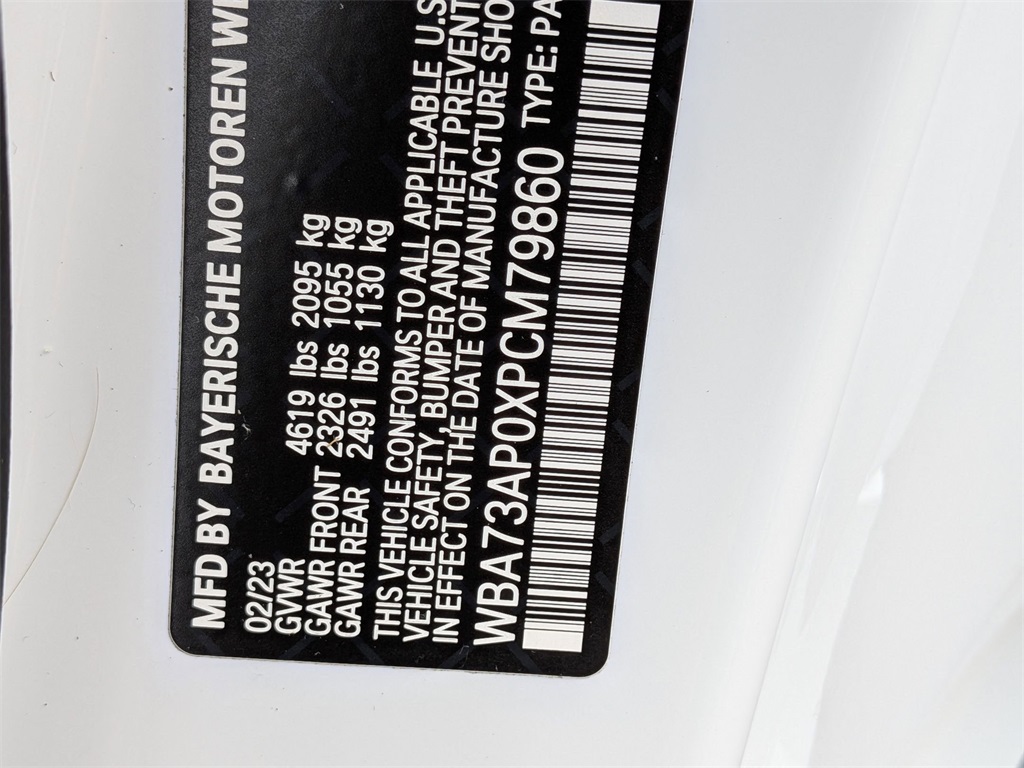 MFD BY BAYERISCHE MOTOREN WE
02/23
GVWR 4619 lbs 2095 kg
GAWR FRONT 2326 lbs 1055 kg
GAWR REAR 2491 lbs 1130 kg
THIS VEHICLE CONFORMS TO ALL APPLICABLE U.S
VEHICLE SAFETY, BUMPER AND THEFT PREVENT
IN EFFECT ON THE DATE OF MANUFACTURE SHO
WBA73AP0XPCM79860 TYPE: PA